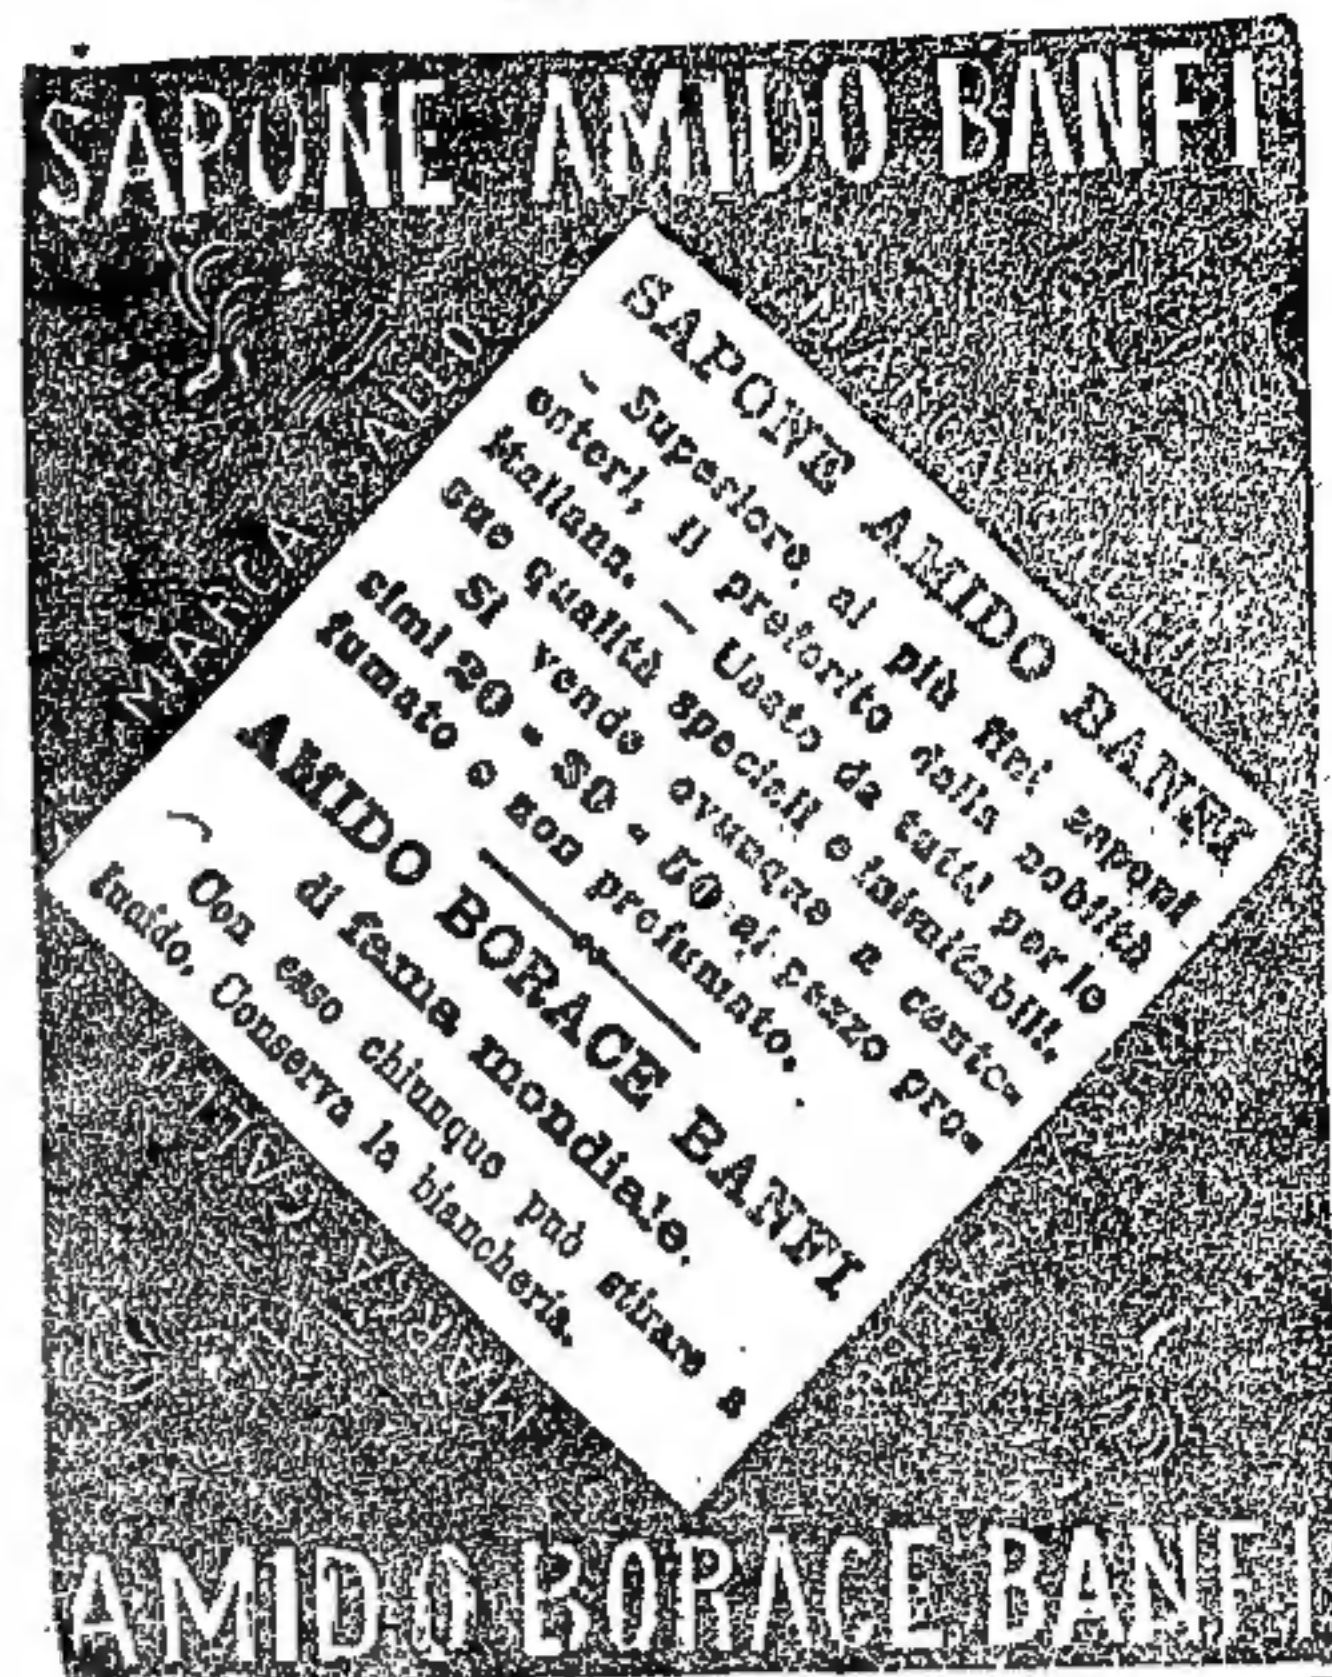 SAPONE AMIDO BANFI
MARCA GALLO
MARCA GALLO
SAPONE AMIDO BANFI
- Superiore ai più fini saponi
esteri, il preferito dalla nobiltà
italiana. — Usato da tutti per le
sue qualità speciali e inimitabili.
Si vende ovunque a cente-
simi 20 - 30 - 50 al pezzo pro-
fumato e non profumato.
AMIDO BORACE BANFI
di fama mondiale.
Con esso chiunque può stirare a
lucido. Conserva la biancheria.
MARCA GALLO
AMIDO BORACE BANFI